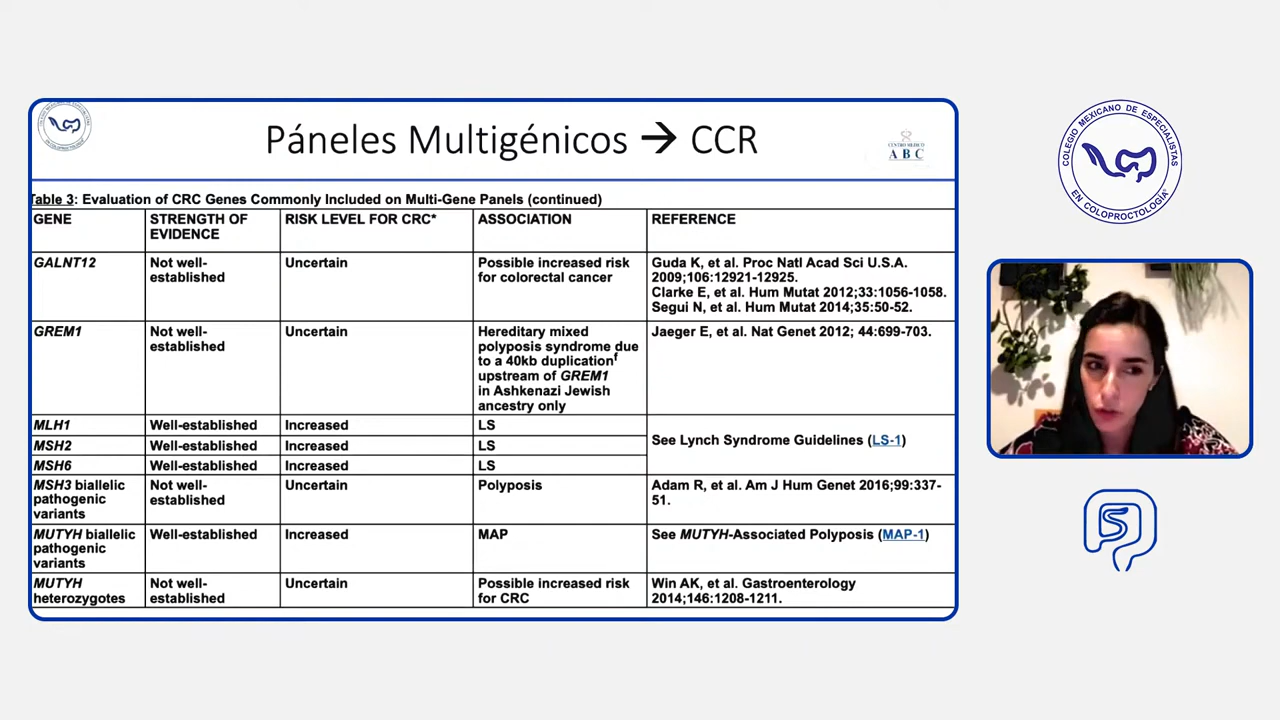 Páneles Multigénicos → CCR
CENTRO MEDICO
ABC
Table 3: Evaluation of CRC Genes Commonly Included on Multi-Gene Panels (continued)
GENE
STRENGTH OF
EVIDENCE
RISK LEVEL FOR CRC*
ASSOCIATION
REFERENCE
GALNT12
Not well-
established
Uncertain
Possible increased risk
for colorectal cancer
Guda K, et al. Proc Natl Acad Sci U.S.A.
2009;106:12921-12925.
Clarke E, et al. Hum Mutat 2012;33:1056-1058.
Segui N, et al. Hum Mutat 2014;35:50-52.
GREM1
Not well-
established
Uncertain
Hereditary mixed
polyposis syndrome due
to a 40kb duplicationf
upstream of GREM1
in Ashkenazi Jewish
ancestry only
Jaeger E, et al. Nat Genet 2012; 44:699-703.
MLH1
Well-established
Increased
LS
See Lynch Syndrome Guidelines (LS-1)
MSH2
Well-established
Increased
LS
MSH6
Well-established
Increased
LS
MSH3 biallelic
pathogenic
variants
Not well-
established
Uncertain
Polyposis
Adam R, et al. Am J Hum Genet 2016;99:337-
51.
MUTYH biallelic
pathogenic
variants
Well-established
Increased
MAP
See MUTYH-Associated Polyposis (MAP-1)
MUTYH
heterozygotes
Not well-
established
Uncertain
Possible increased risk
for CRC
Win AK, et al. Gastroenterology
2014;146:1208-1211.
COLEGIO MEXICANO DE ESPECIALISTAS
EN COLOPROCTOLOGIA